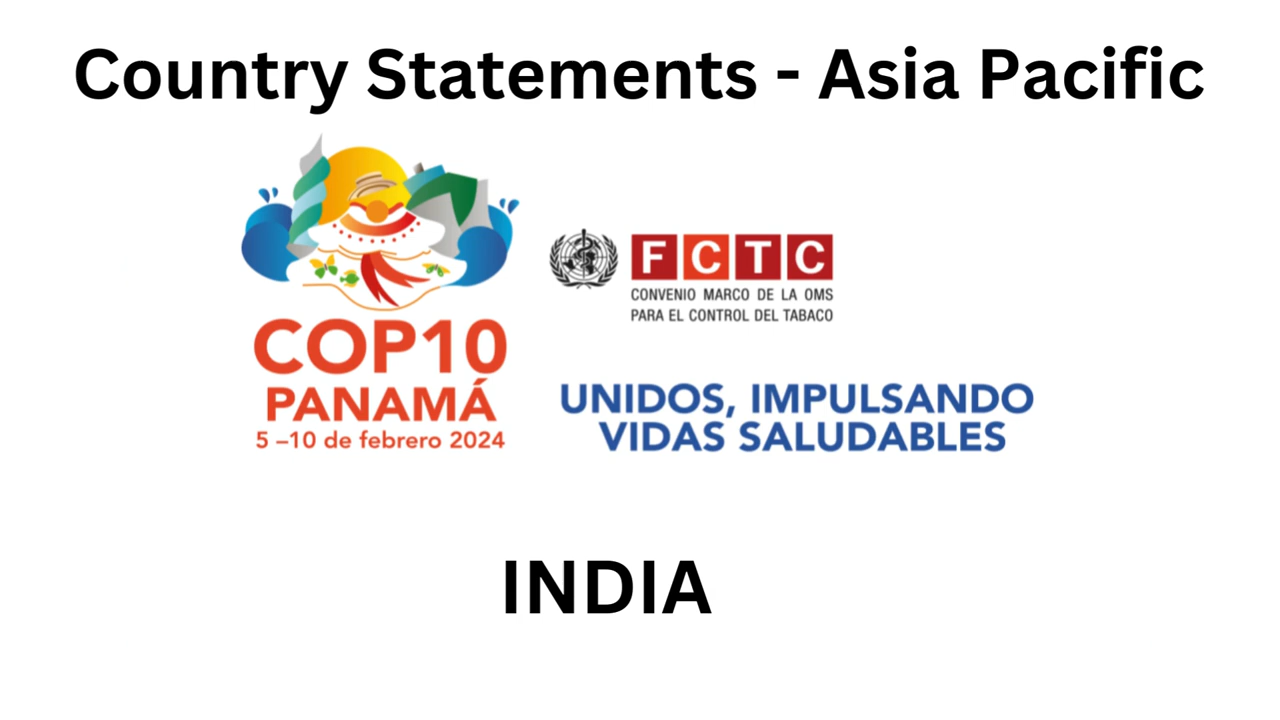 Country Statements - Asia Pacific
COP10
PANAMÁ
5 –10 de febrero 2024
FCTC
CONVENIO MARCO DE LA OMS
PARA EL CONTROL DEL TABACO
UNIDOS, IMPULSANDO
VIDAS SALUDABLES
INDIA